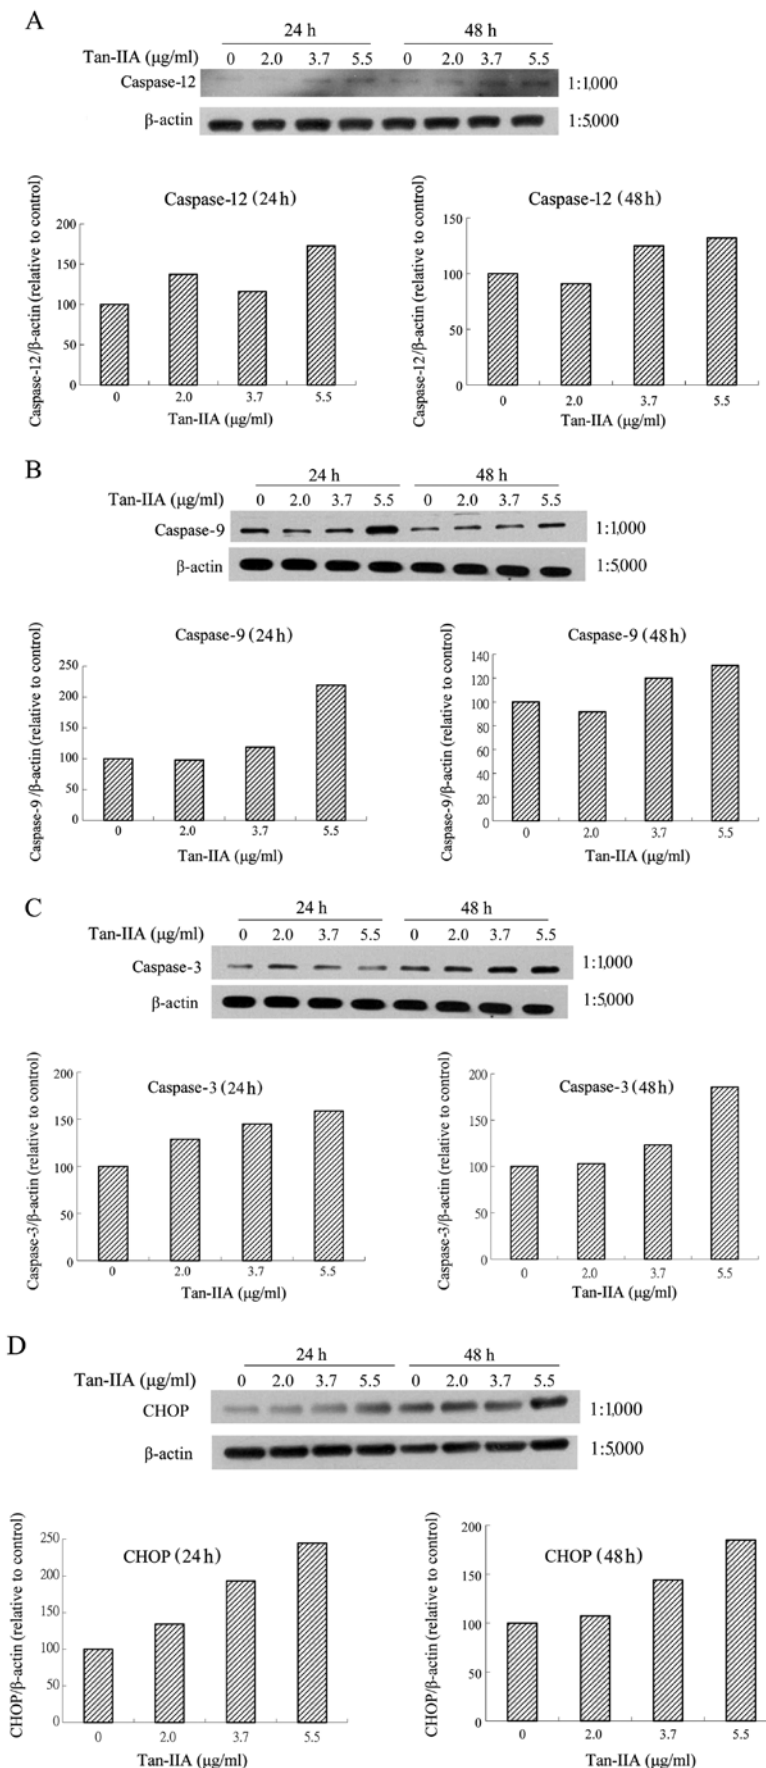 A
24 h 48 h
Tan-IIA (μg/ml) 0 2.0 3.7 5.5 0 2.0 3.7 5.5
Caspase-12 1:1,000
β-actin 1:5,000
Caspase-12 (24h) Caspase-12 (48h)
Caspase-12/β-actin (relative to control)
200
150
100
50
0
0 2.0 3.7 5.5
Tan-IIA (μg/ml)
Caspase-12/β-actin (relative to control)
150
100
50
0
0 2.0 3.7 5.5
Tan-IIA (μg/ml)
B
24 h 48 h
Tan-IIA (μg/ml) 0 2.0 3.7 5.5 0 2.0 3.7 5.5
Caspase-9 1:1,000
β-actin 1:5,000
Caspase-9 (24h) Caspase-9 (48h)
Caspase-9/β-actin (relative to control)
250
200
150
100
50
0
0 2.0 3.7 5.5
Tan-IIA (μg/ml)
Caspase-9/β-actin (relative to control)
140
120
100
80
60
40
20
0
0 2.0 3.7 5.5
Tan-IIA (μg/ml)
C
24 h 48 h
Tan-IIA (μg/ml) 0 2.0 3.7 5.5 0 2.0 3.7 5.5
Caspase-3 1:1,000
β-actin 1:5,000
Caspase-3 (24h) Caspase-3 (48h)
Caspase-3/β-actin (relative to control)
200
150
100
50
0
0 2.0 3.7 5.5
Tan-IIA (μg/ml)
Caspase-3/β-actin (relative to control)
200
150
100
50
0
0 2.0 3.7 5.5
Tan-IIA (μg/ml)
D
24 h 48 h
Tan-IIA (μg/ml) 0 2.0 3.7 5.5 0 2.0 3.7 5.5
CHOP 1:1,000
β-actin 1:5,000
CHOP (24h) CHOP (48h)
CHOP/β-actin (relative to control)
250
200
150
100
50
0
0 2.0 3.7 5.5
Tan-IIA (μg/ml)
CHOP/β-actin (relative to control)
200
150
100
50
0
0 2.0 3.7 5.5
Tan-IIA (μg/ml)